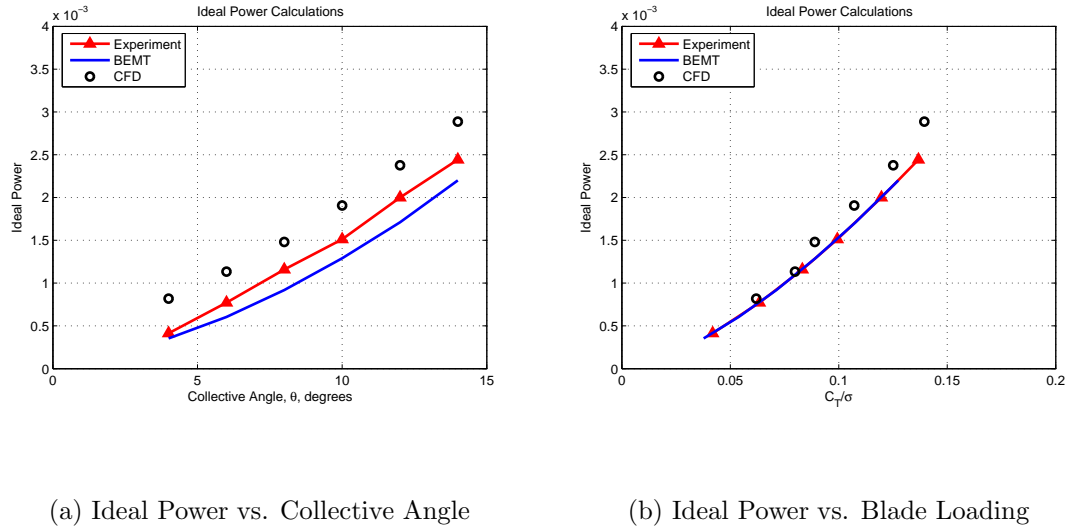 x 10⁻³
Ideal Power Calculations
4
3.5
3
2.5
2
1.5
1
0.5
0
Ideal Power
Experiment
BEMT
CFD
0 5 10 15
Collective Angle, θ, degrees
x 10⁻³
Ideal Power Calculations
4
3.5
3
2.5
2
1.5
1
0.5
0
Ideal Power
Experiment
BEMT
CFD
0 0.05 0.1 0.15 0.2
C_T/σ
(a) Ideal Power vs. Collective Angle
(b) Ideal Power vs. Blade Loading